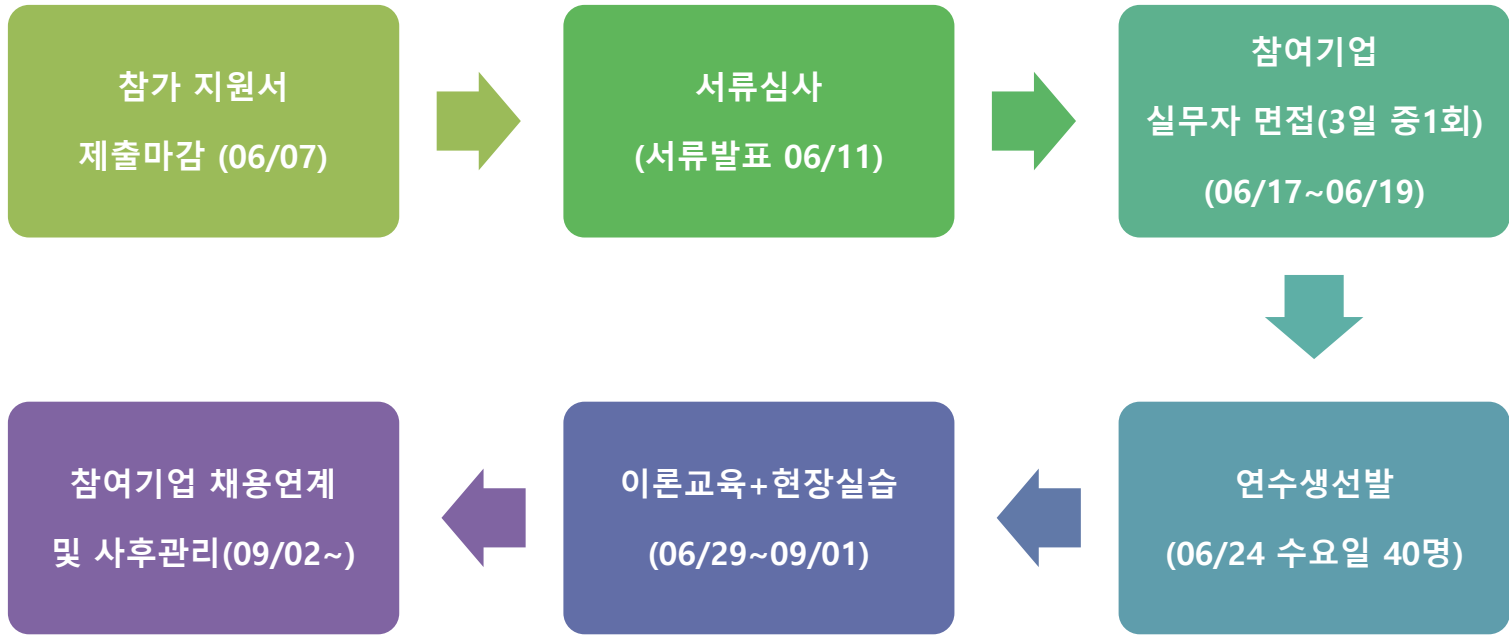 참가 지원서
제출마감 (06/07)
서류심사
(서류발표 06/11)
참여기업
실무자 면접(3일 중1회)
(06/17~06/19)
연수생선발
(06/24 수요일 40명)
이론교육+현장실습
(06/29~09/01)
참여기업 채용연계
및 사후관리(09/02~)